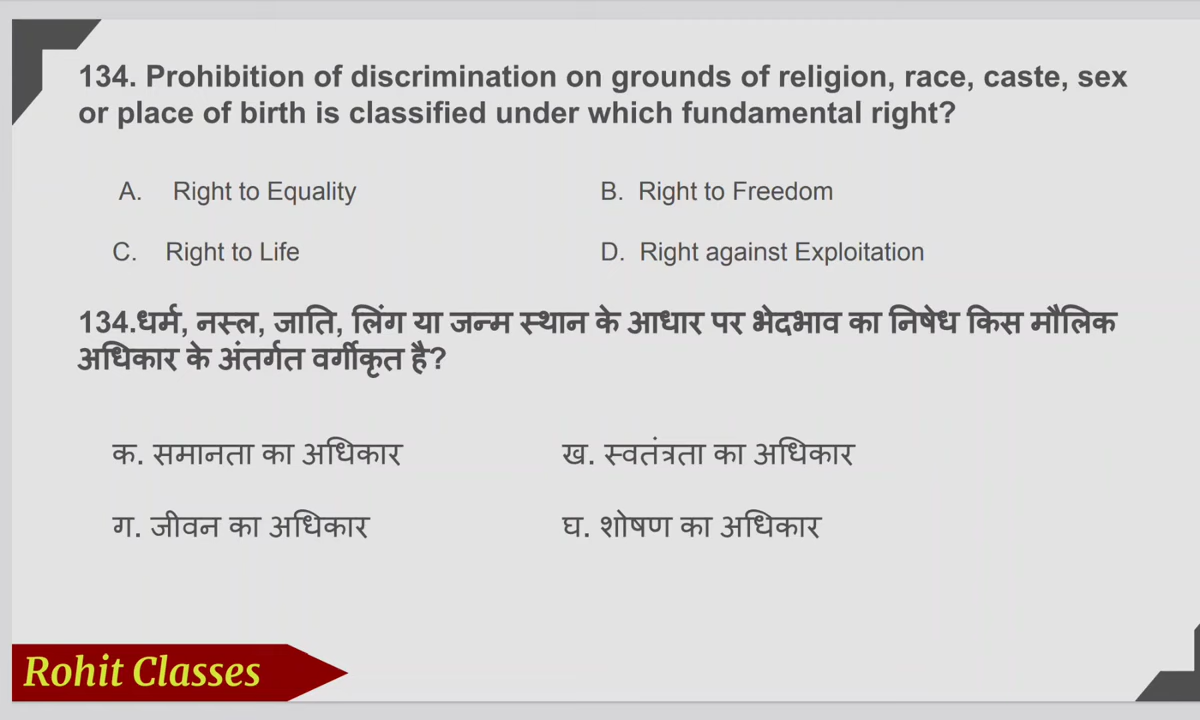 134. Prohibition of discrimination on grounds of religion, race, caste, sex
or place of birth is classified under which fundamental right?
A. Right to Equality
B. Right to Freedom
C. Right to Life
D. Right against Exploitation
134.धर्म, नस्ल, जाति, लिंग या जन्म स्थान के आधार पर भेदभाव का निषेध किस मौलिक
अधिकार के अंतर्गत वर्गीकृत है?
क. समानता का अधिकार
ख. स्वतंत्रता का अधिकार
ग. जीवन का अधिकार
घ. शोषण का अधिकार
Rohit Classes